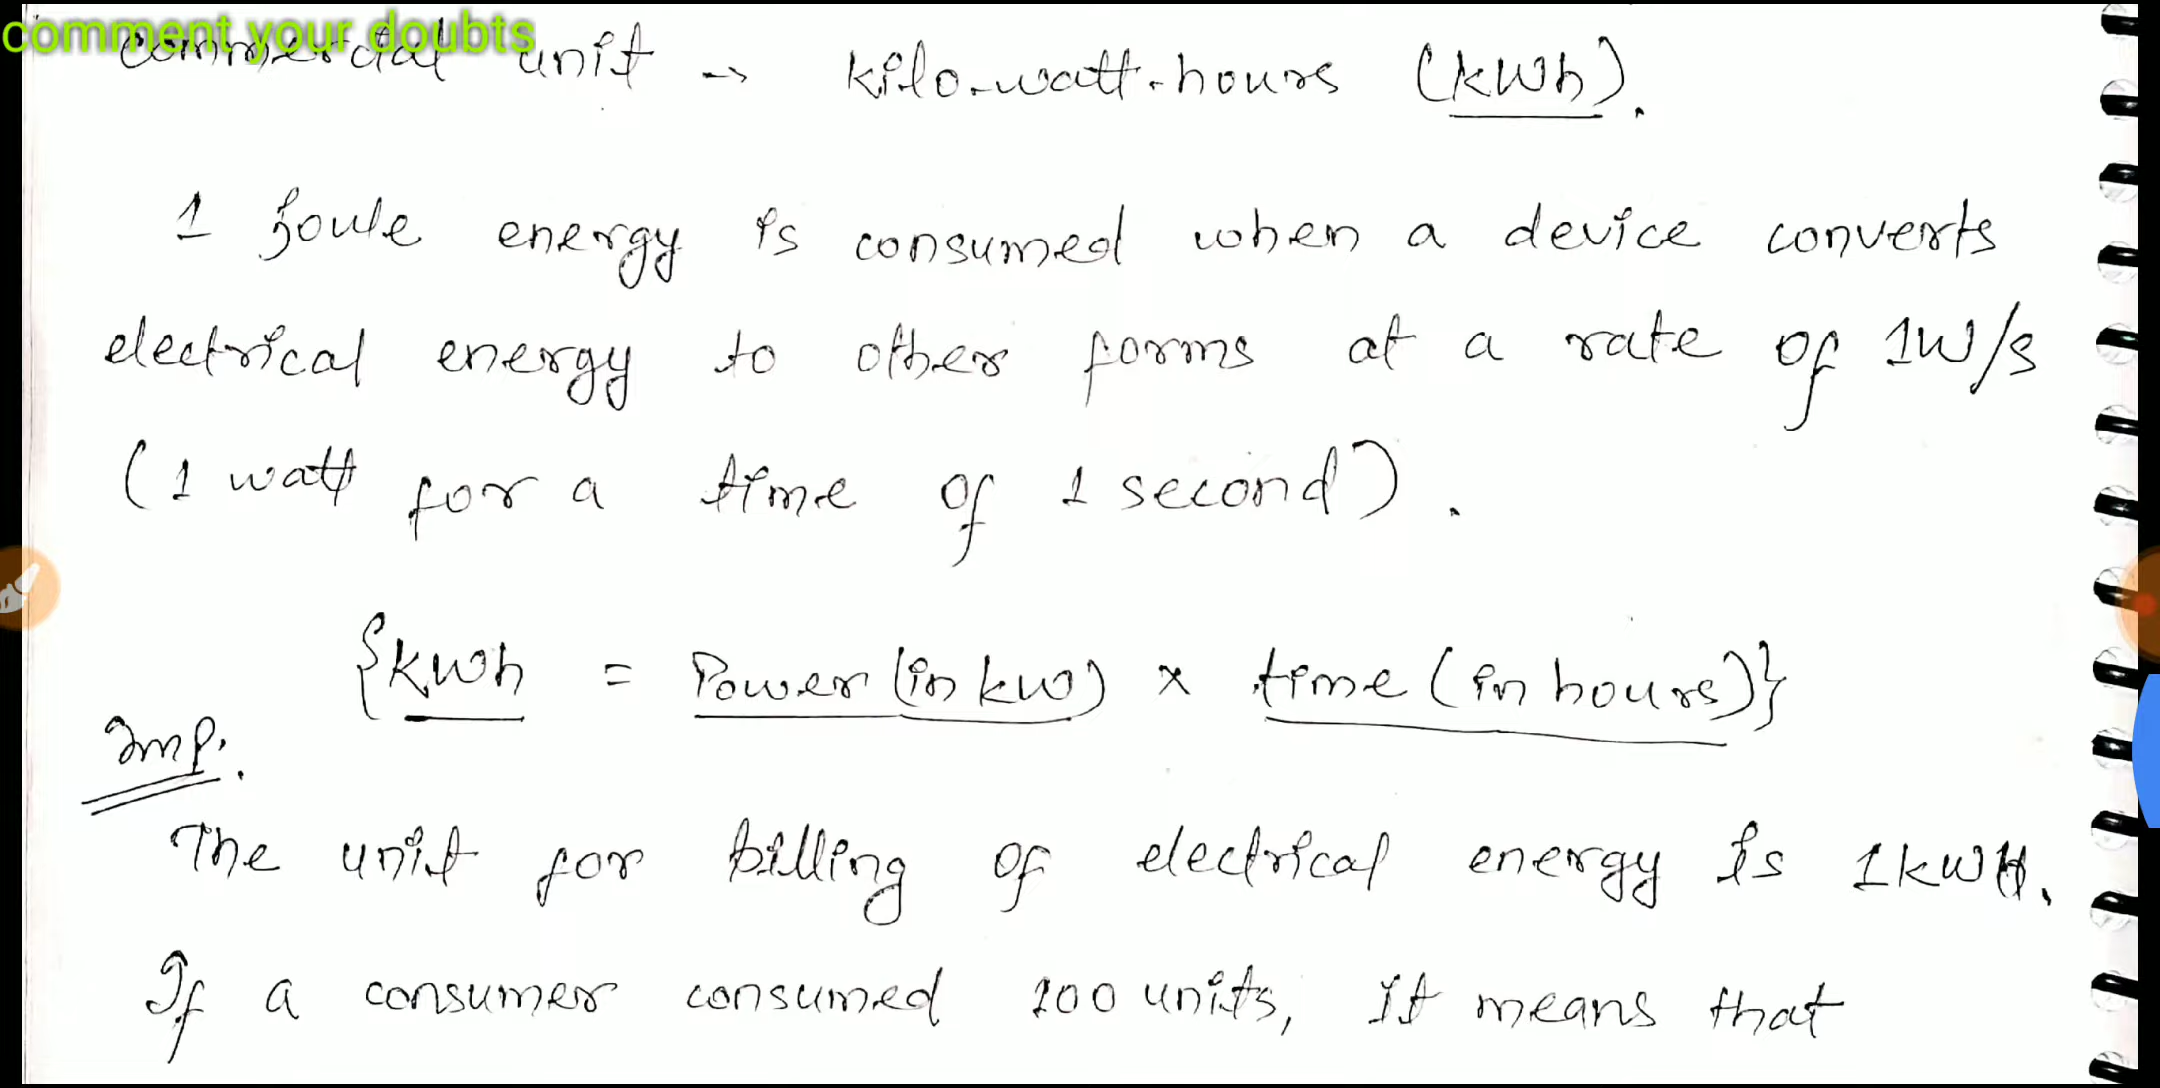 comment your doubts
commercial unit → kilo-watt-hours (kWh).
1 joule energy is consumed when a device converts
electrical energy to other forms at a rate of 1W/s
(1 watt for a time of 1 second).
{kwh = Power (in kw) × time (in hours)}
Imp.
The unit for billing of electrical energy is 1kWH.
If a consumer consumed 100 units, it means that